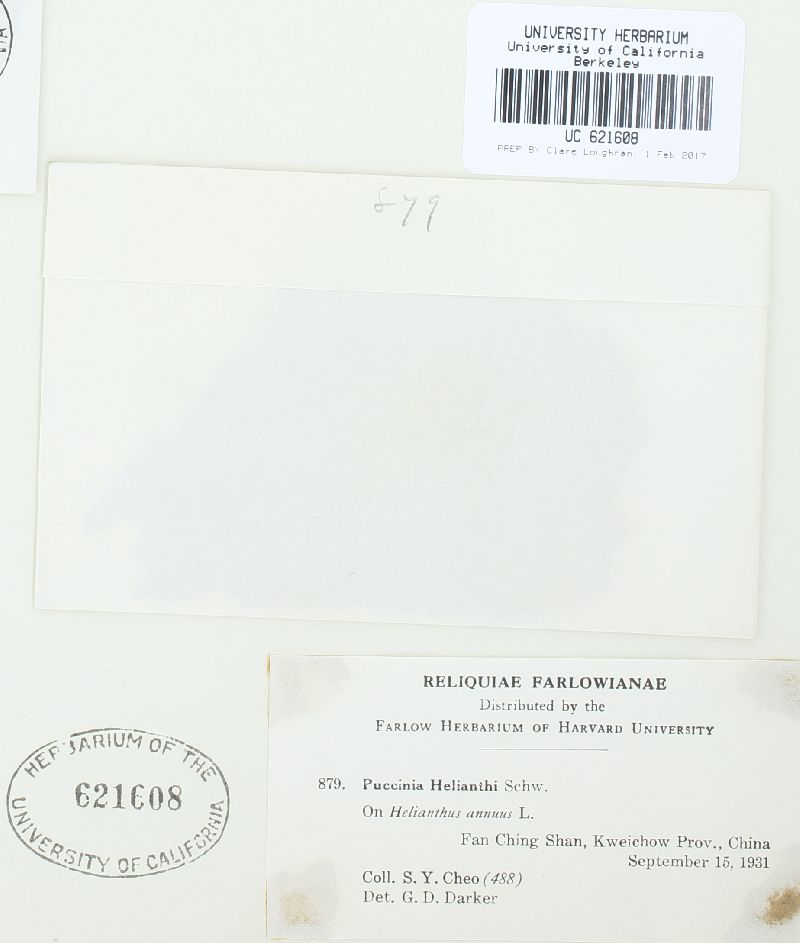 UNIVERSITY HERBARIUM
University of California
Berkeley
UC 621608
PREP BY Clare Loughran, 1 Feb 2017
879
RELIQUIAE FARLOWIANAE
Distributed by the
FARLOW HERBARIUM OF HARVARD UNIVERSITY
879. Puccinia Helianthi Schw.
On Helianthus annuus L.
Fan Ching Shan, Kweichow Prov., China
September 15, 1931
Coll. S. Y. Cheo (488)
Det. G. D. Darker
HERBARIUM OF THE
621608
UNIVERSITY OF CALIFORNIA